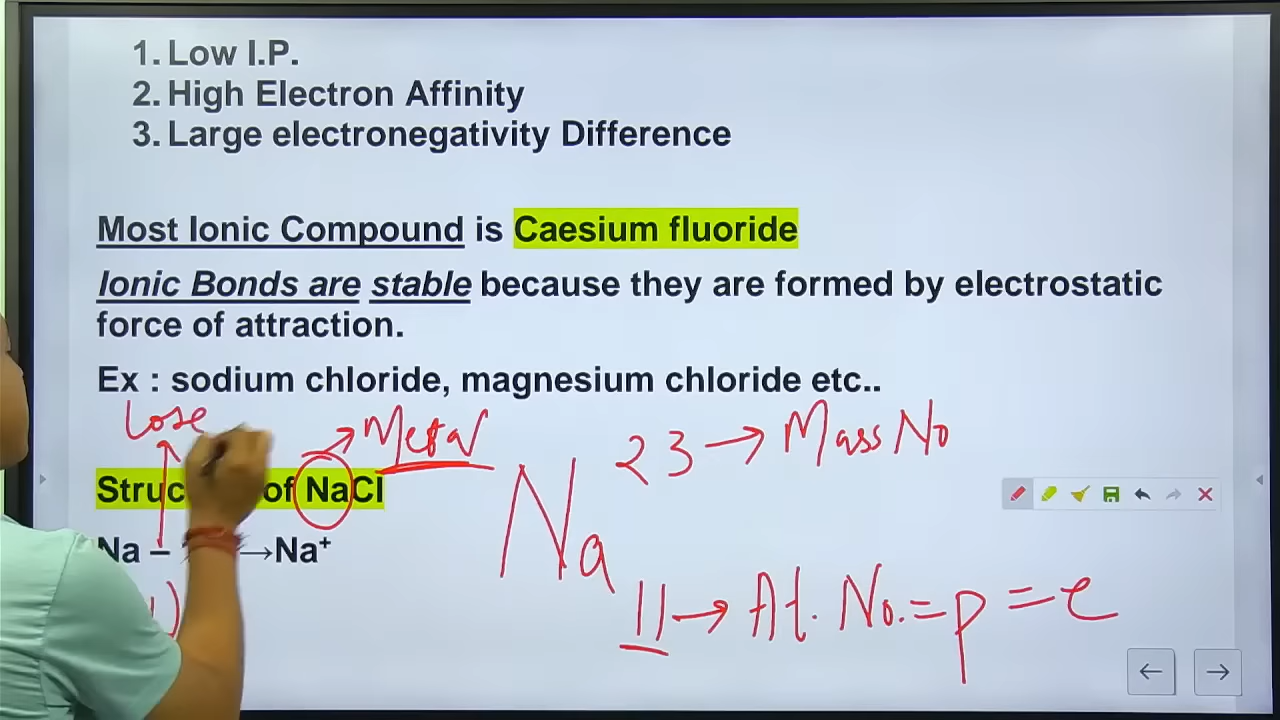 1. Low I.P.
2. High Electron Affinity
3. Large electronegativity Difference
Most Ionic Compound is Caesium fluoride
Ionic Bonds are stable because they are formed by electrostatic
force of attraction.
Ex : sodium chloride, magnesium chloride etc..
Lose
→ Metal
23 → Mass No
of NaCl
Na
Na – →Na⁺
11 → At. No. = p = e